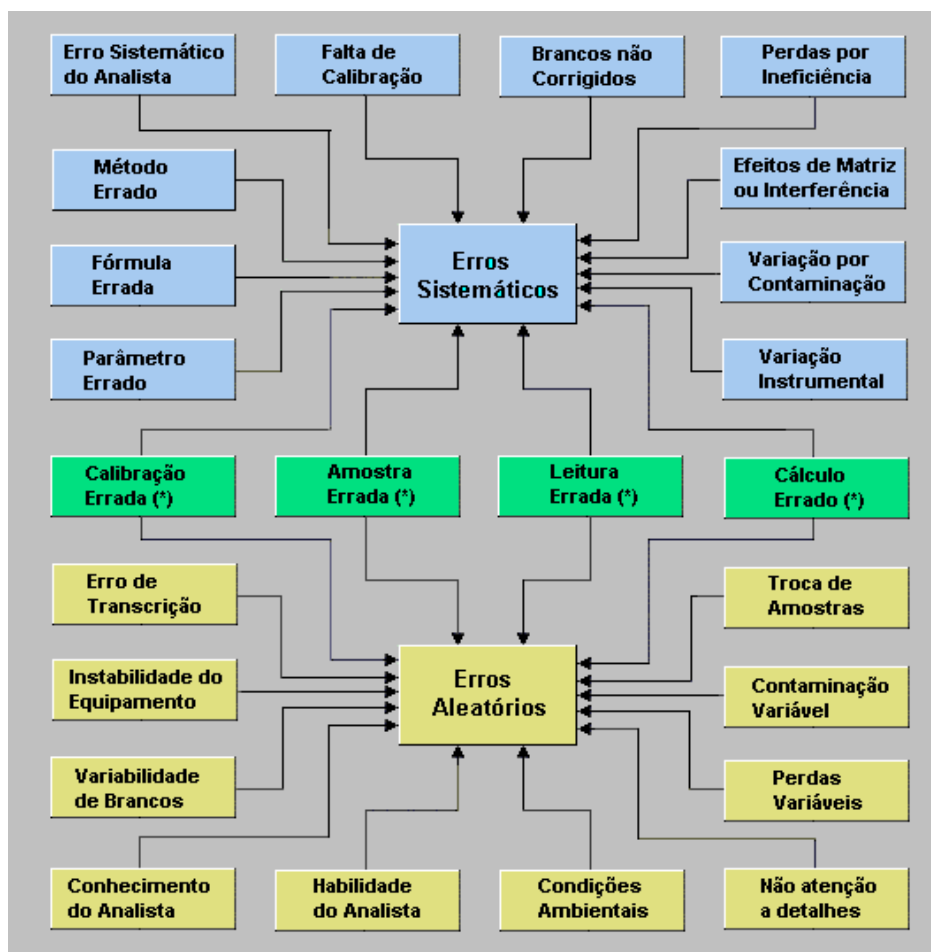 Erro Sistemático
do Analista
Falta de
Calibração
Brancos não
Corrigidos
Perdas por
Ineficiência
Método
Errado
Efeitos de Matriz
ou Interferência
Fórmula
Errada
Erros
Sistemáticos
Variação por
Contaminação
Parâmetro
Errado
Variação
Instrumental
Calibração
Errada (*)
Amostra
Errada (*)
Leitura
Errada (*)
Cálculo
Errado (*)
Erro de
Transcrição
Troca de
Amostras
Instabilidade do
Equipamento
Erros
Aleatórios
Contaminação
Variável
Variabilidade
de Brancos
Perdas
Variáveis
Conhecimento
do Analista
Habilidade
do Analista
Condições
Ambientais
Não atenção
a detalhes